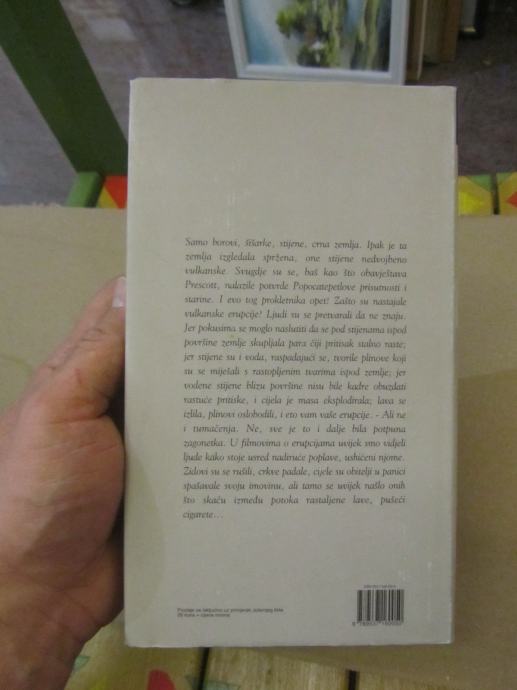 Samo borovi, šišarke, stijene, crna zemlja. Ipak je ta
zemlja izgledala spržena, one stijene nedvojbeno
vulkanske. Svugdje su se, baš kao što obavještava
Prescott, nalazile potvrde Popocatepetlove prisutnosti i
starine. I evo tog prokletnika opet! Zašto su nastajale
vulkanske erupcije? Ljudi su se pretvarali da ne znaju.
Jer pokusima se moglo naslutiti da se pod stijenama ispod
površine zemlje skupljala para čiji pritisak stalno raste;
jer stijene su i voda, raspadajući se, tvorile plinove koji
su se miješali s rastopljenim tvarima ispod zemlje; jer
vodene stijene blizu površine nisu bile kadre obuzdati
rastuće pritiske, i cijela je masa eksplodirala; lava se
izlila, plinovi oslobodili, i eto vam vaše erupcije. - Ali ne
i tumačenja. Ne, sve je to i dalje bila potpuna
zagonetka. U filmovima o erupcijama uvijek smo vidjeli
ljude kako stoje usred nadiruće poplave, ushićeni njome.
Zidovi su se rušili, crkve padale, cijele su obitelji u panici
spašavale svoju imovinu, ali tamo se uvijek našlo onih
što skaču između potoka rastaljene lave, pušeći
cigarete...